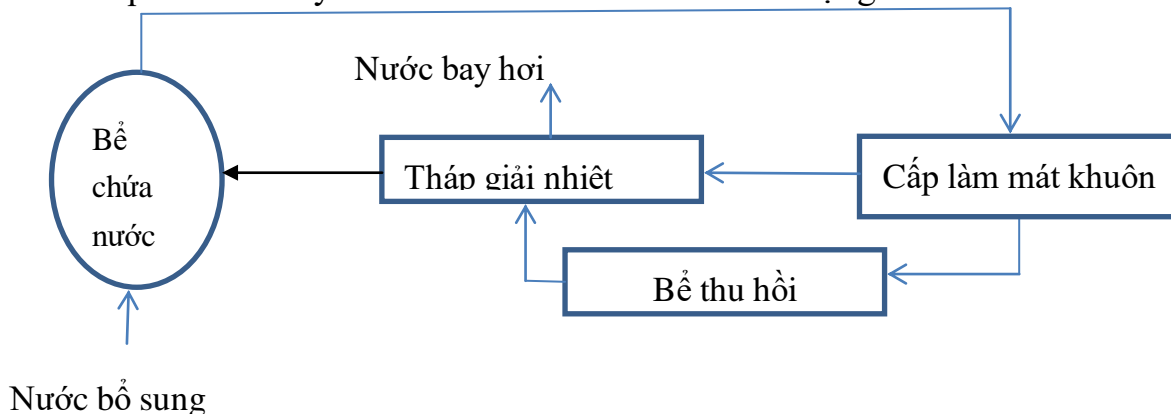 Nước bay hơi
Bể
chứa
nước
Tháp giải nhiệt
Cấp làm mát khuôn
Bể thu hồi
Nước bổ sung